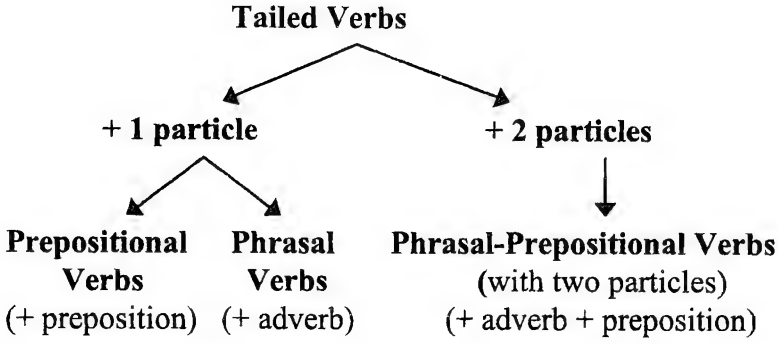 Tailed Verbs
+ 1 particle
+ 2 particles
Prepositional Verbs
(+ preposition)
Phrasal Verbs
(+ adverb)
Phrasal-Prepositional Verbs
(with two particles)
(+ adverb + preposition)